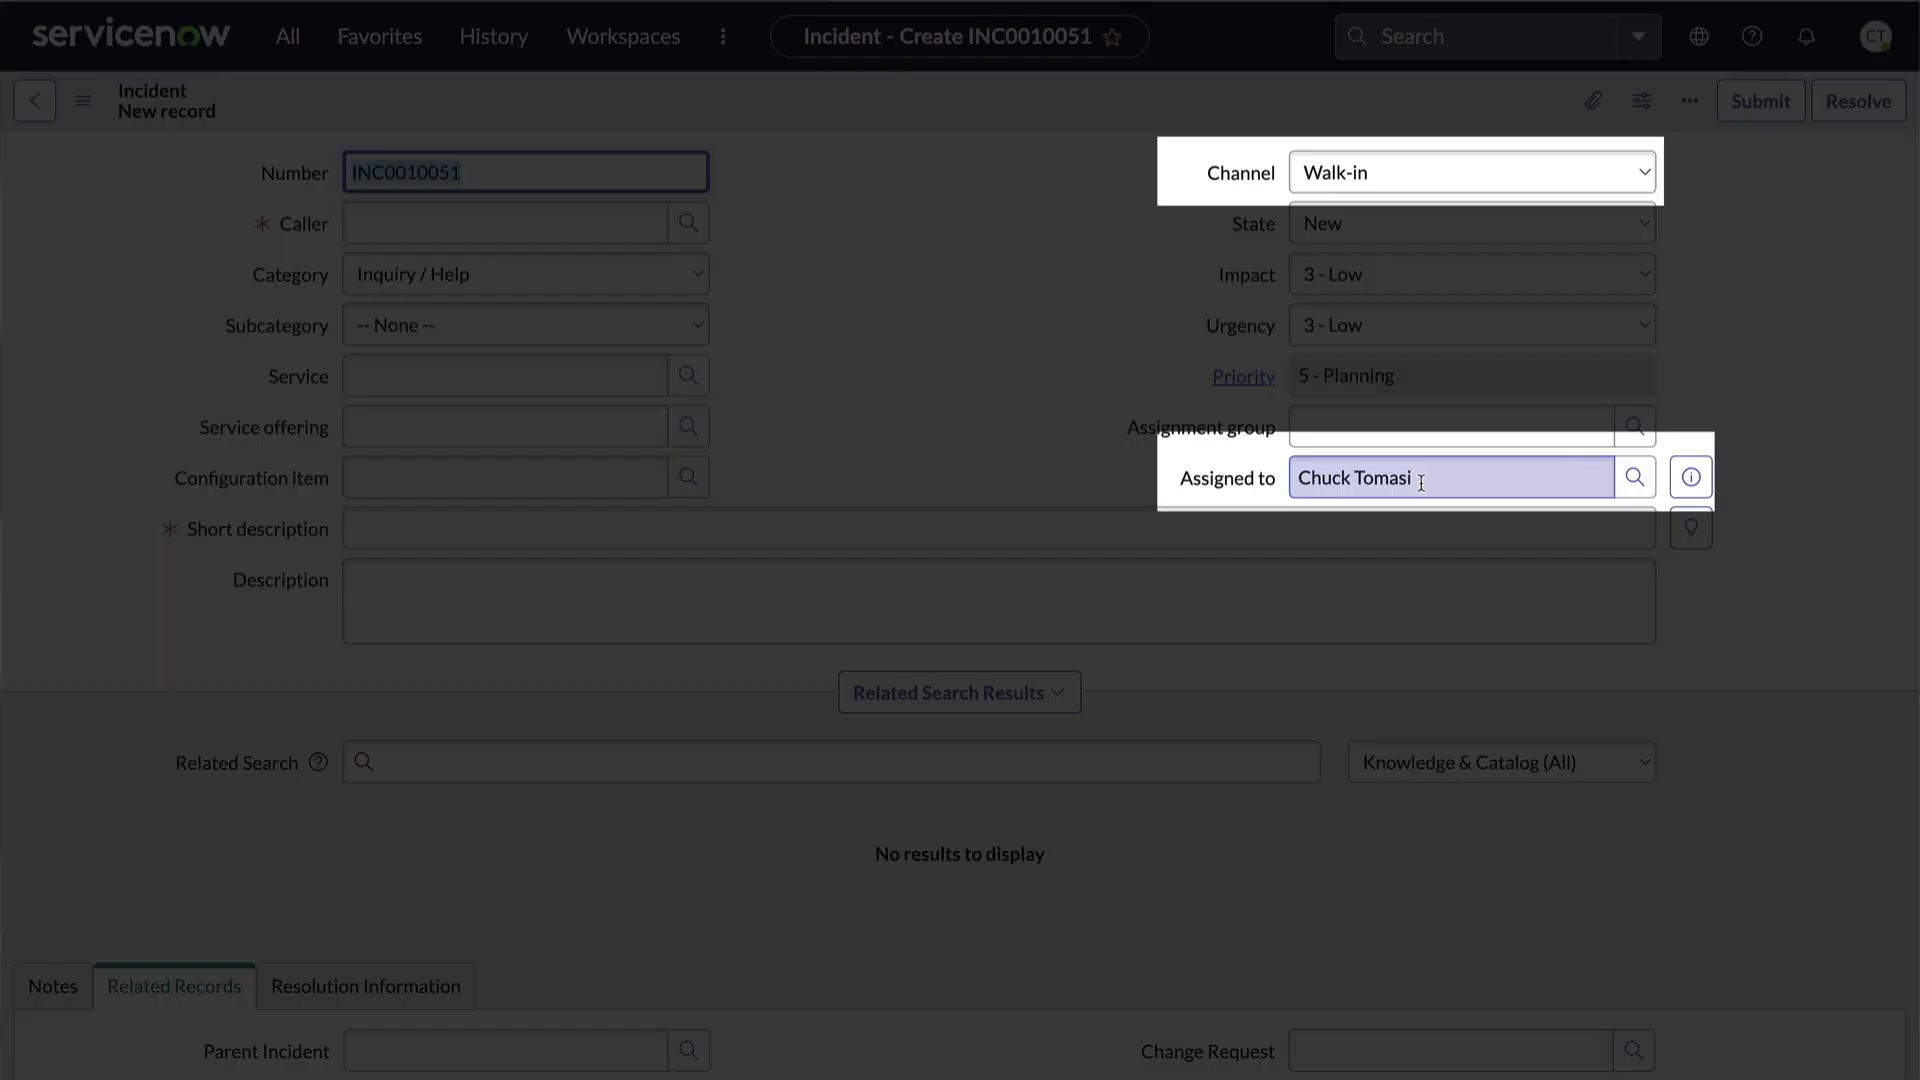 servicenow All Favorites History Workspaces Incident - Create INC0010051 Search CT
Incident
New record
Submit Resolve
Number INC0010051 Channel Walk-in
* Caller State New
Category Inquiry / Help Impact 3 - Low
Subcategory -- None -- Urgency 3 - Low
Service Priority 5 - Planning
Service offering Assignment group
Configuration item Assigned to Chuck Tomasi
* Short description
Description
Related Search Results
Related Search Knowledge & Catalog (All)
No results to display
Notes Related Records Resolution Information
Parent Incident Change Request